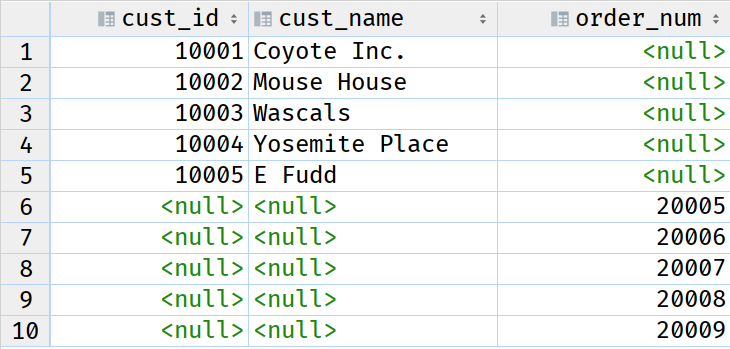 cust_id cust_name order_num
1 10001 Coyote Inc. <null>
2 10002 Mouse House <null>
3 10003 Wascals <null>
4 10004 Yosemite Place <null>
5 10005 E Fudd <null>
6 <null> <null> 20005
7 <null> <null> 20006
8 <null> <null> 20007
9 <null> <null> 20008
10 <null> <null> 20009